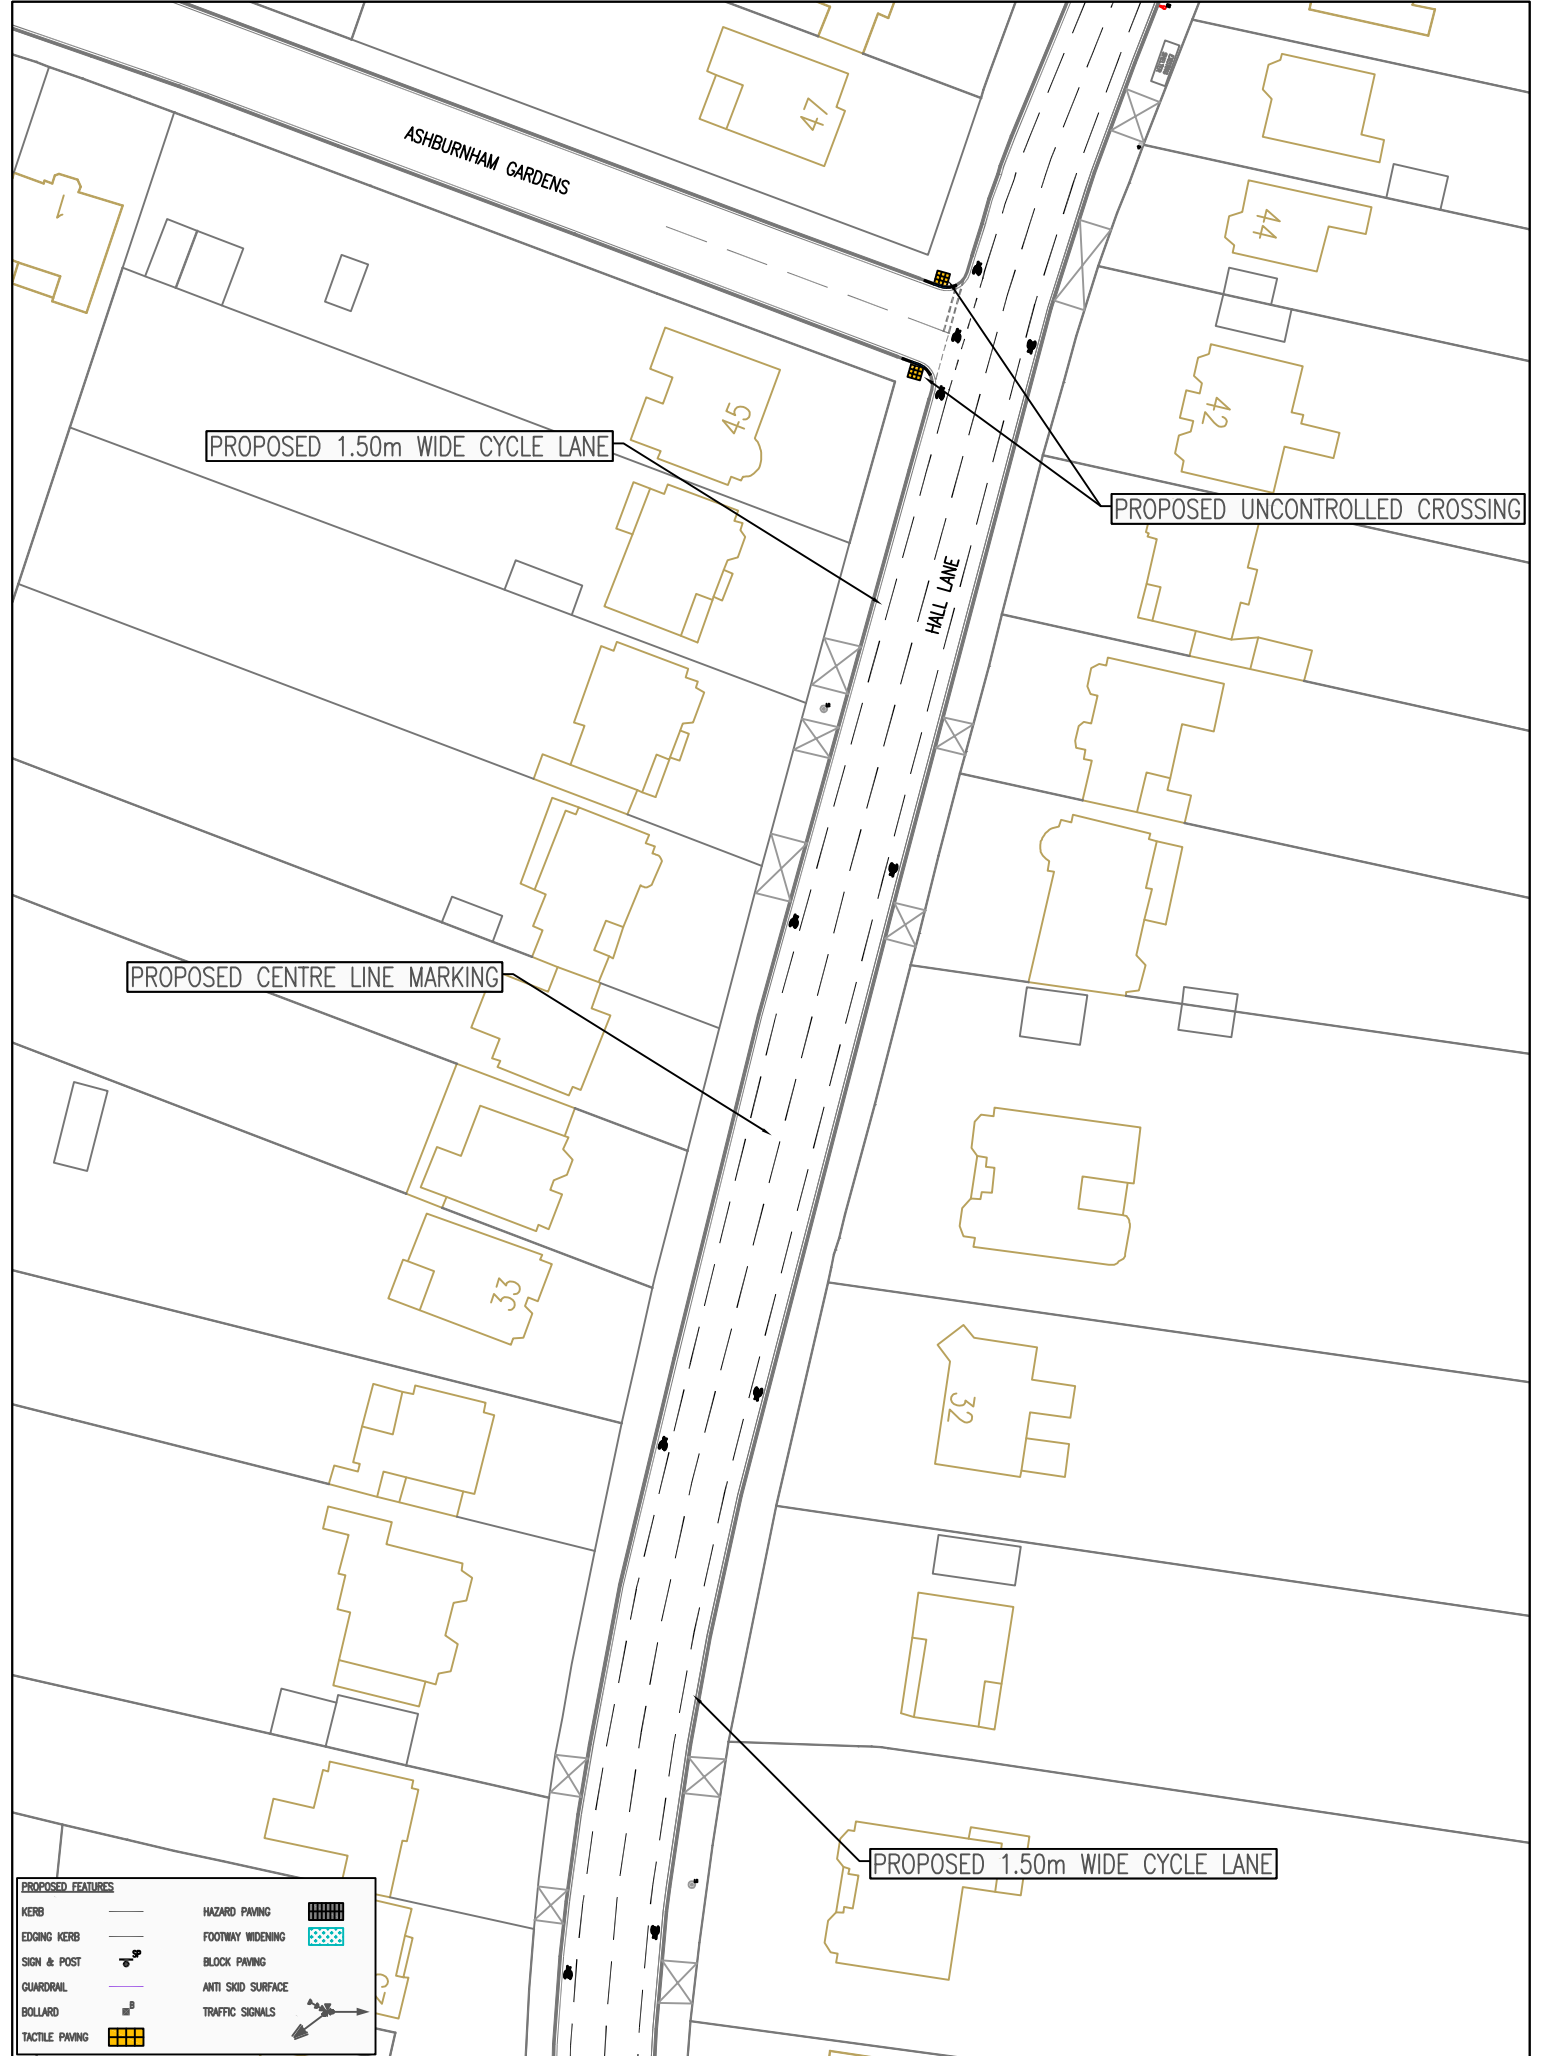 47
ASHBURNHAM GARDENS
1
44
42
45
PROPOSED 1.50m WIDE CYCLE LANE
PROPOSED UNCONTROLLED CROSSING
HALL LANE
PROPOSED CENTRE LINE MARKING
33
32
PROPOSED 1.50m WIDE CYCLE LANE
PROPOSED FEATURES
KERB
HAZARD PAVING
EDGING KERB
FOOTWAY WIDENING
SIGN & POST
SP
BLOCK PAVING
GUARDRAIL
ANTI SKID SURFACE
BOLLARD
B
TRAFFIC SIGNALS
TACTILE PAVING